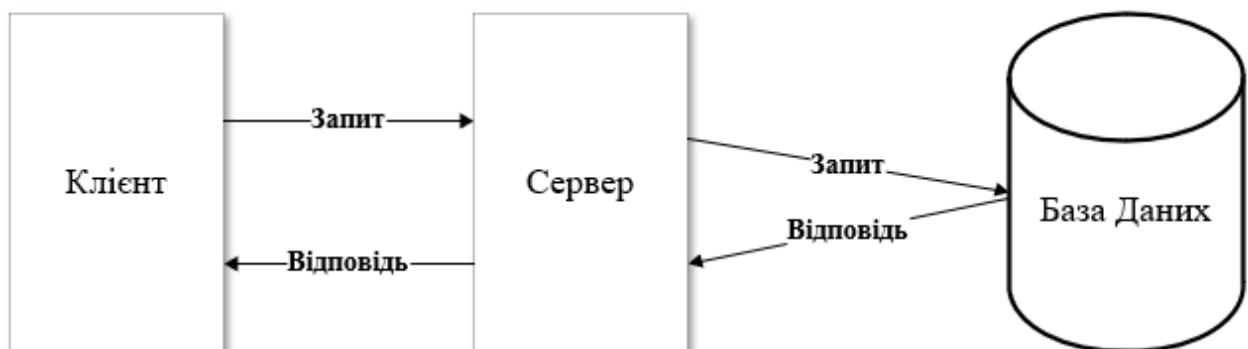 Запит
Клієнт
Сервер
Запит
База Даних
Відповідь
Відповідь